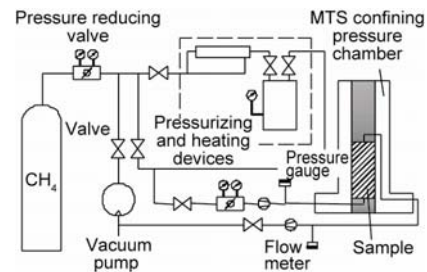 Pressure reducing
valve
MTS confining
pressure
chamber
Valve
Pressurizing
and heating
devices
Pressure
gauge
CH4
Vacuum
pump
Flow
meter
Sample